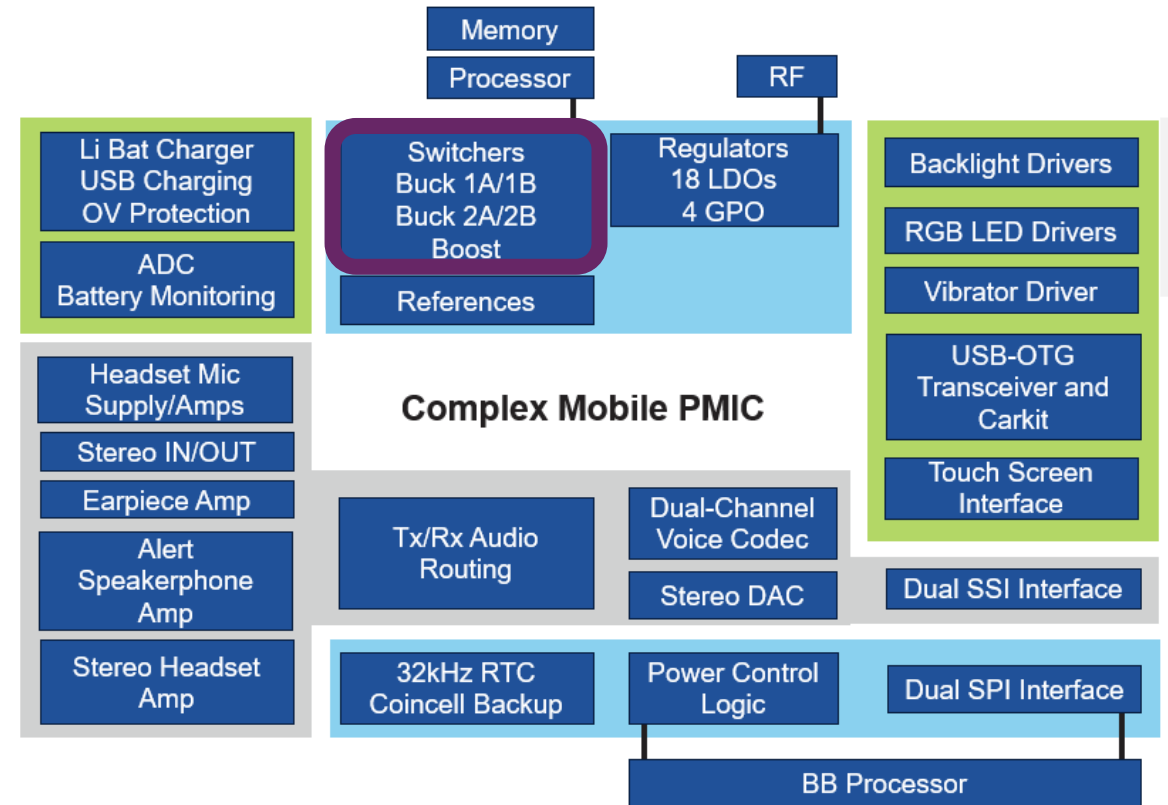 Memory
Processor
RF
Li Bat Charger
USB Charging
OV Protection
ADC
Battery Monitoring
Switchers
Buck 1A/1B
Buck 2A/2B
Boost
References
Regulators
18 LDOs
4 GPO
Backlight Drivers
RGB LED Drivers
Vibrator Driver
USB-OTG
Transceiver and
Carkit
Touch Screen
Interface
Complex Mobile PMIC
Headset Mic
Supply/Amps
Stereo IN/OUT
Earpiece Amp
Alert
Speakerphone
Amp
Stereo Headset
Amp
Tx/Rx Audio
Routing
Dual-Channel
Voice Codec
Stereo DAC
Dual SSI Interface
32kHz RTC
Coincell Backup
Power Control
Logic
Dual SPI Interface
BB Processor